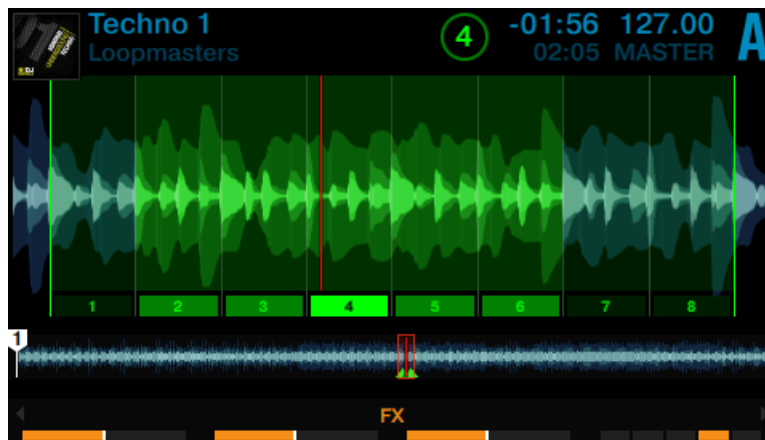 Techno 1
Loopmasters
4
-01:56 127.00
02:05 MASTER
A
1 2 3 4 5 6 7 8
1
FX